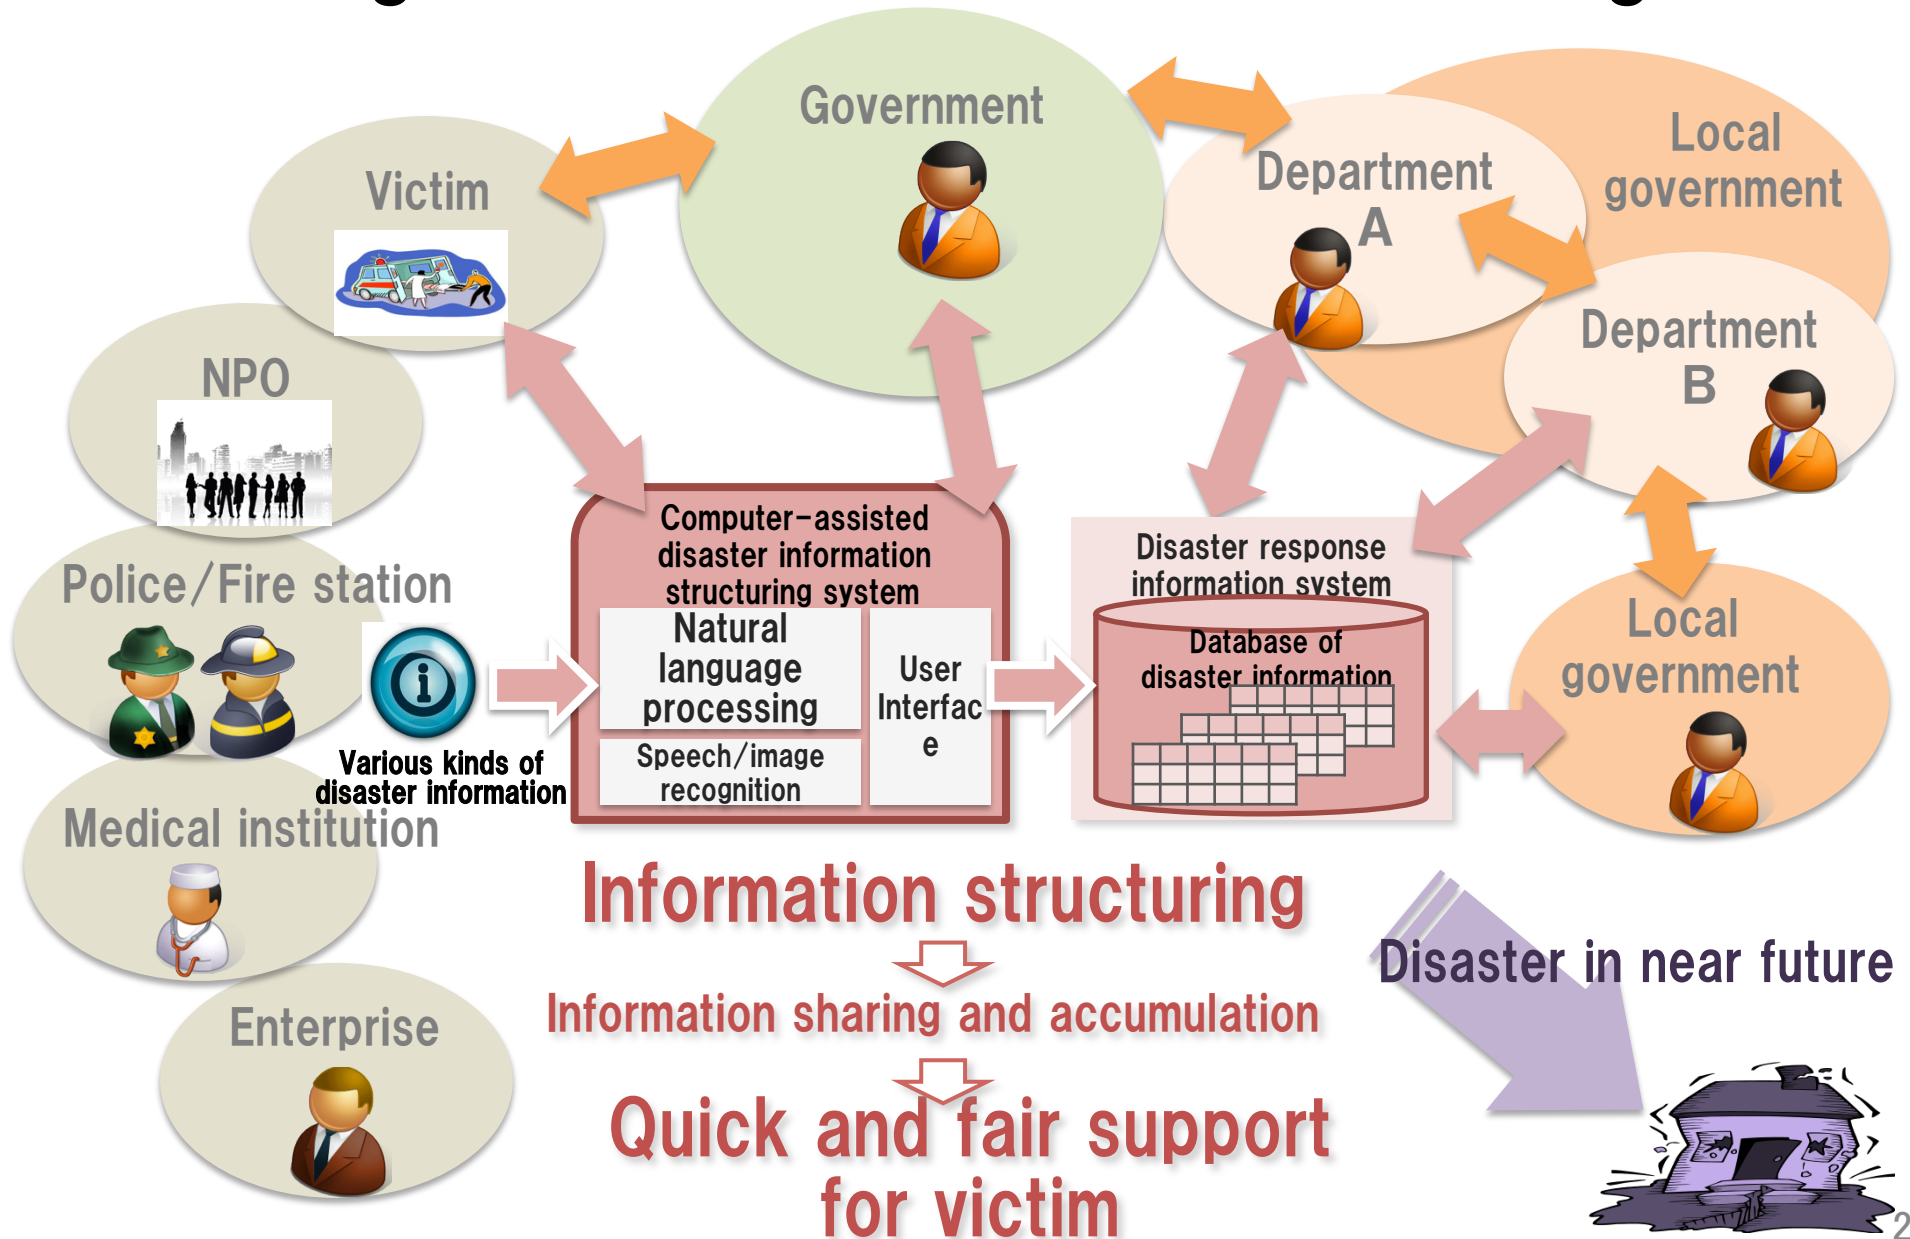 Government
Victim
Department
A
Local
government
NPO
Department
B
Police/Fire station
Computer-assisted
disaster information
structuring system
Natural
language
processing
Speech/image
recognition
User
Interfac
e
Disaster response
information system
Database of
disaster information
Local
government
Various kinds of
disaster information
Medical institution
Enterprise
Information structuring
Information sharing and accumulation
Quick and fair support
for victim
Disaster in near future
2